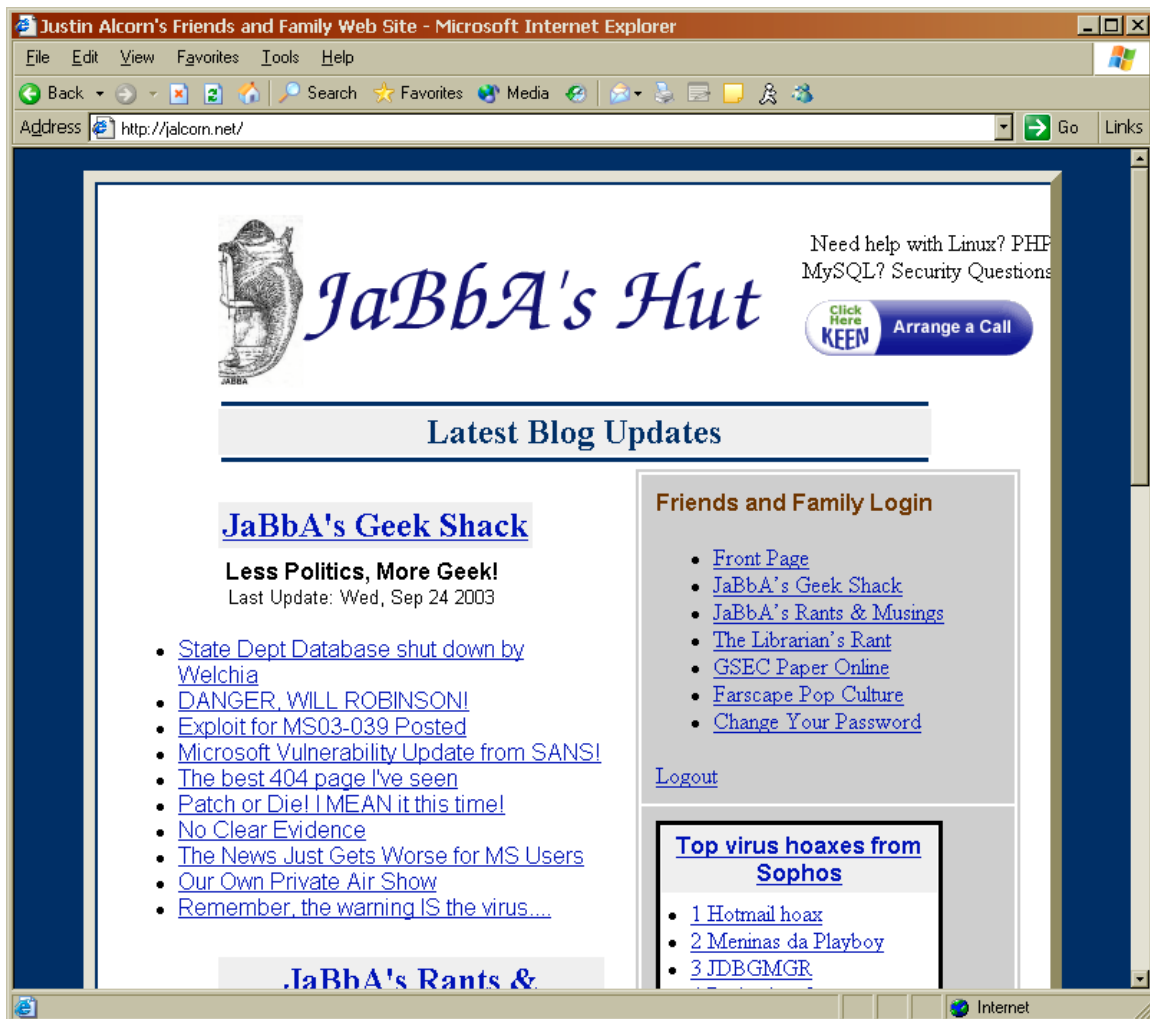 Justin Alcorn's Friends and Family Web Site - Microsoft Internet Explorer
File Edit View Favorites Tools Help
Back Search Favorites Media
Address http://jalcorn.net/ Go Links
JABBA
JaBbA's Hut
Need help with Linux? PHP
MySQL? Security Questions
Click
Here
KEEN
Arrange a Call
Latest Blog Updates
JaBbA's Geek Shack
Less Politics, More Geek!
Last Update: Wed, Sep 24 2003
State Dept Database shut down by
Welchia
DANGER, WILL ROBINSON!
Exploit for MS03-039 Posted
Microsoft Vulnerability Update from SANS!
The best 404 page I've seen
Patch or Die! I MEAN it this time!
No Clear Evidence
The News Just Gets Worse for MS Users
Our Own Private Air Show
Remember, the warning IS the virus....
JaBbA's Rants &
Friends and Family Login
Front Page
JaBbA's Geek Shack
JaBbA's Rants & Musings
The Librarian's Rant
GSEC Paper Online
Farscape Pop Culture
Change Your Password
Logout
Top virus hoaxes from
Sophos
1 Hotmail hoax
2 Meninas da Playboy
3 JDBGMGR
Internet